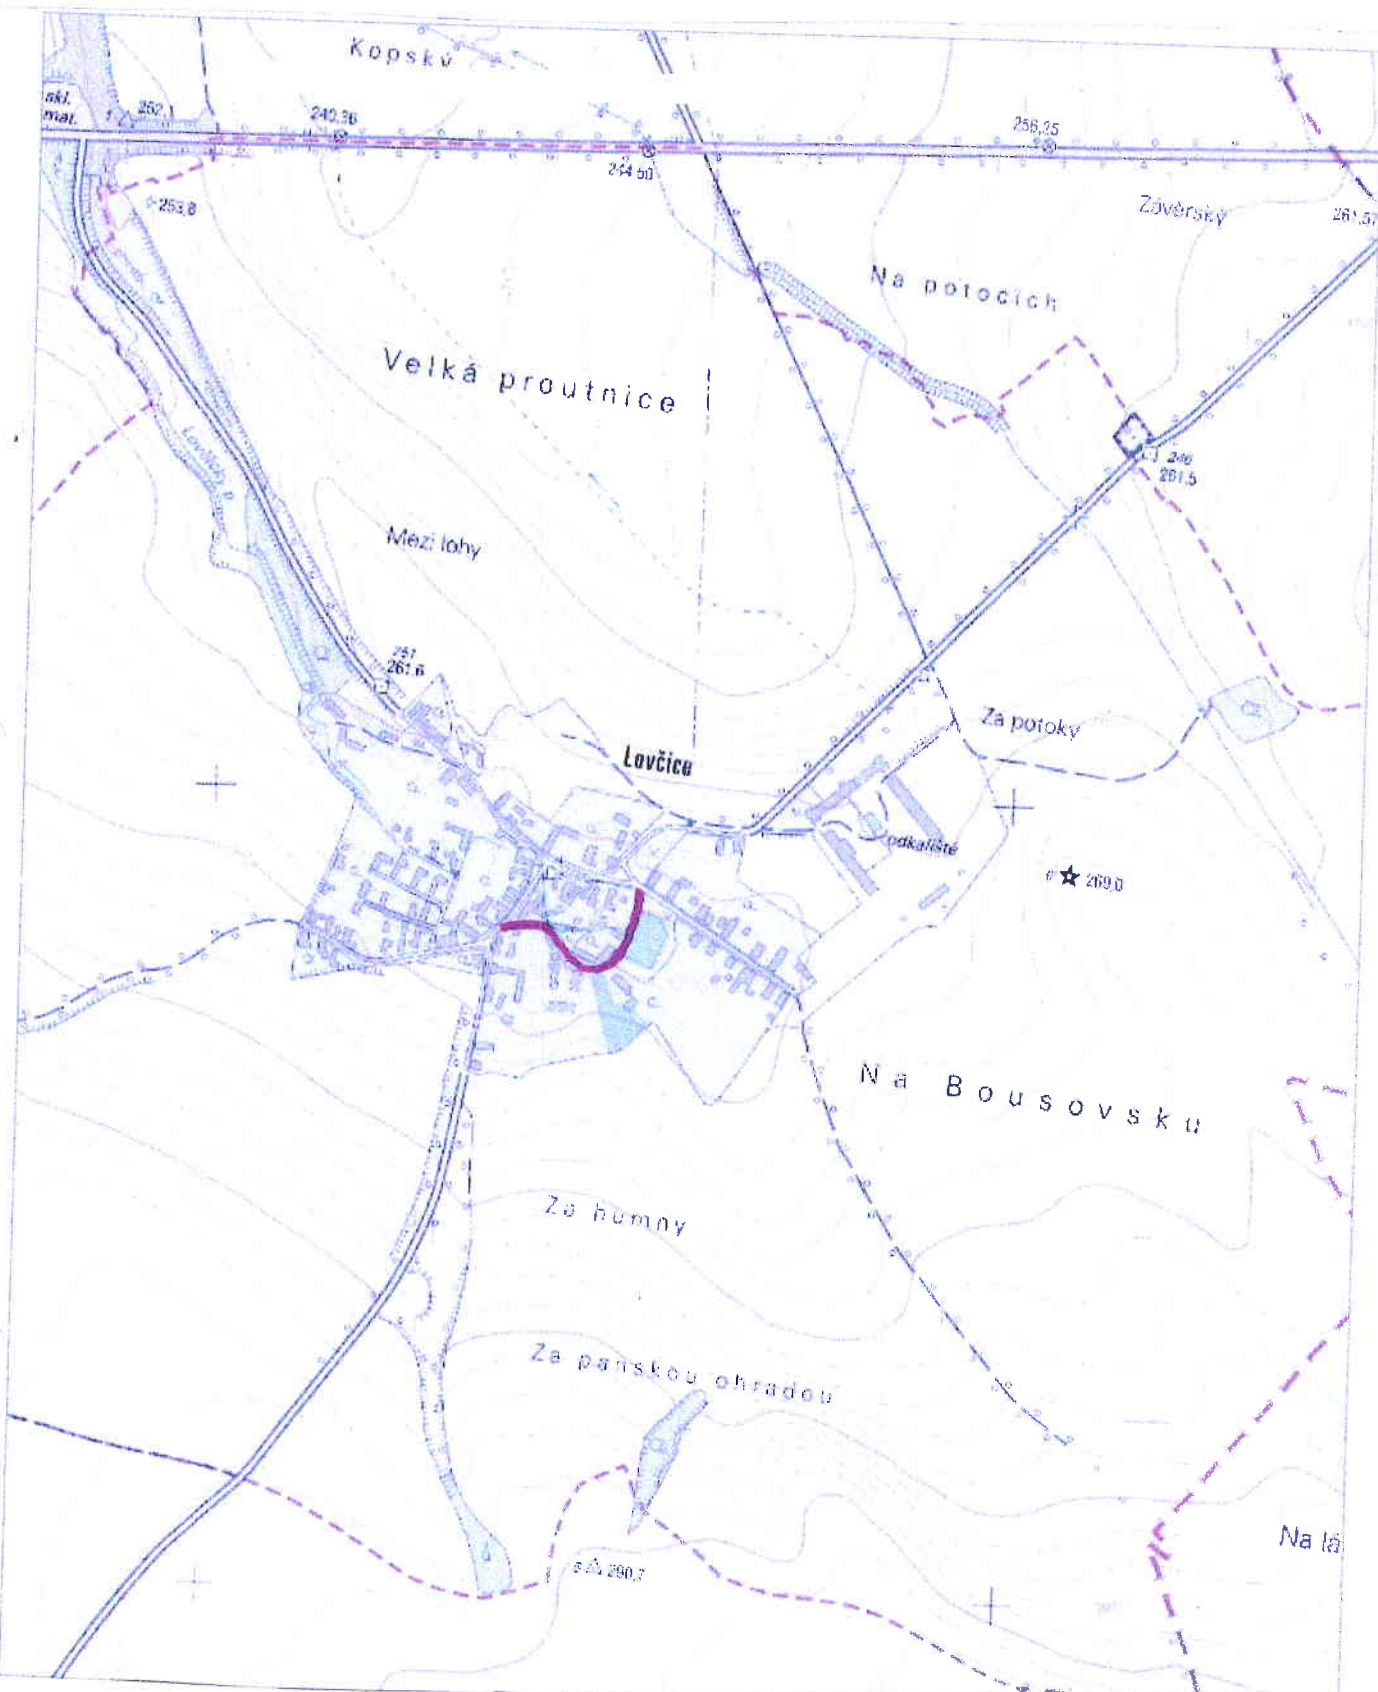 Kopský
skl.
mat.
252,1
240,36
256,25
244 50
253,8
Závěrský
261,57
Na potocích
Velká proutnice
246
261,5
Mezi lohy
261.6
Za potoky
Lovčice
odkaliště
269,0
Na Bousovsku
Za humny
Za panskou ohradou
Na lá
290,7